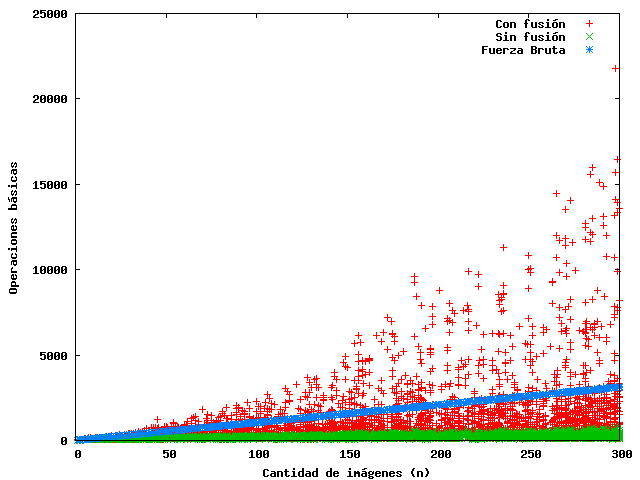 25000
20000
15000
10000
5000
0
0 50 100 150 200 250 300
Operaciones básicas
Cantidad de imágenes (n)
Con fusión
Sin fusión
Fuerza Bruta